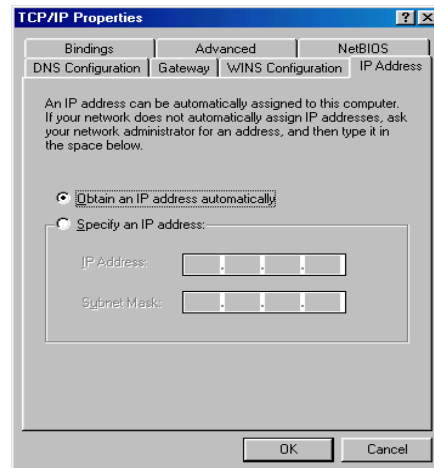 TCP/IP Properties
Bindings Advanced NetBIOS
DNS Configuration Gateway WINS Configuration IP Address
An IP address can be automatically assigned to this computer.
If your network does not automatically assign IP addresses, ask
your network administrator for an address, and then type it in
the space below.
Obtain an IP address automatically
Specify an IP address:
IP Address:
Subnet Mask:
OK Cancel